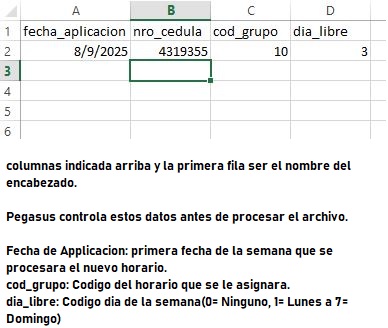 A B C D
1 fecha_aplicacion nro_cedula cod_grupo dia_libre
2 8/9/2025 4319355 10 3
3
4
5
6
columnas indicada arriba y la primera fila ser el nombre del
encabezado.
Pegasus controla estos datos antes de procesar el archivo.
Fecha de Applicacion: primera fecha de la semana que se
procesara el nuevo horario.
cod_grupo: Codigo del horario que se le asignara.
dia_libre: Codigo dia de la semana(0= Ninguno, 1= Lunes a 7=
Domingo)